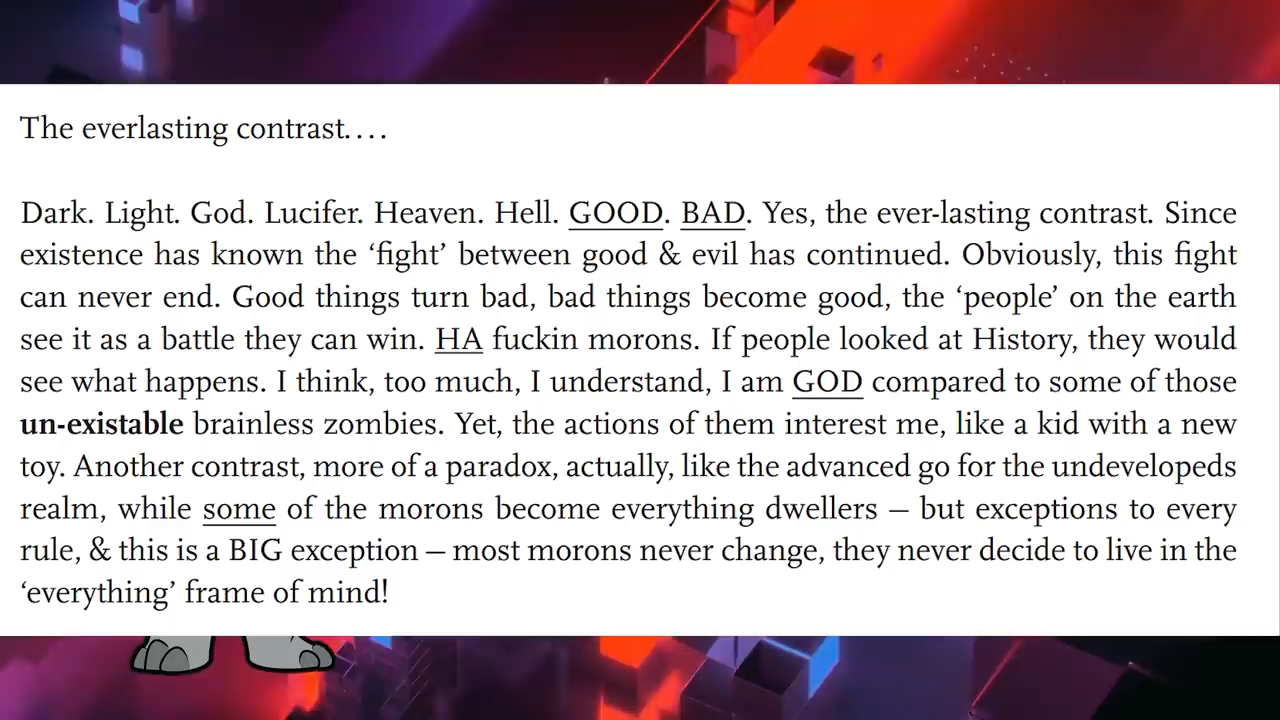 The everlasting contrast....
Dark. Light. God. Lucifer. Heaven. Hell. GOOD. BAD. Yes, the ever-lasting contrast. Since
existence has known the ‘fight’ between good & evil has continued. Obviously, this fight
can never end. Good things turn bad, bad things become good, the ‘people’ on the earth
see it as a battle they can win. HA fuckin morons. If people looked at History, they would
see what happens. I think, too much, I understand, I am GOD compared to some of those
un-existable brainless zombies. Yet, the actions of them interest me, like a kid with a new
toy. Another contrast, more of a paradox, actually, like the advanced go for the undevelopeds
realm, while some of the morons become everything dwellers – but exceptions to every
rule, & this is a BIG exception – most morons never change, they never decide to live in the
‘everything’ frame of mind!